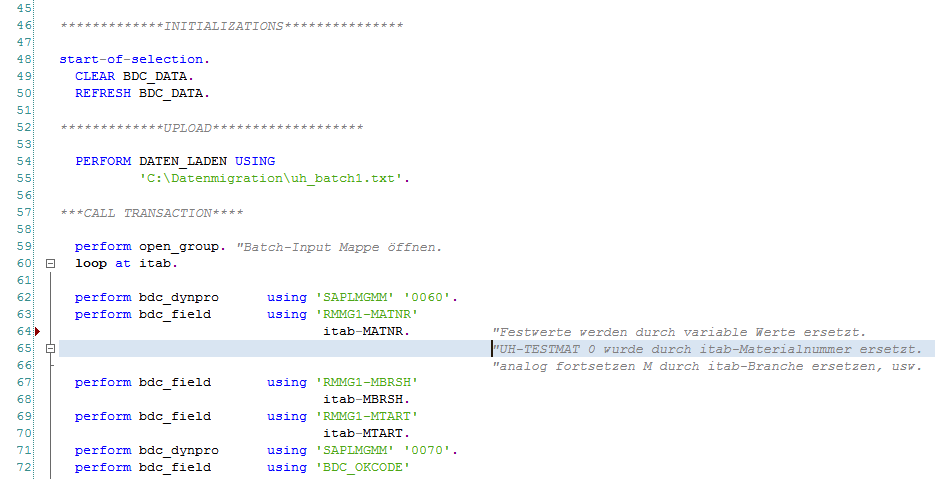 45
46 *************INITIALIZATIONS***************
47
48 start-of-selection.
49 CLEAR BDC_DATA.
50 REFRESH BDC_DATA.
51
52 *************UPLOAD*******************
53
54 PERFORM DATEN_LADEN USING
55 'C:\Datenmigration\uh_batch1.txt'.
56
57 ***CALL TRANSACTION****
58
59 perform open_group. "Batch-Input Mappe öffnen.
60 loop at itab.
61
62 perform bdc_dynpro using 'SAPLMGMM' '0060'.
63 perform bdc_field using 'RMMG1-MATNR'
64 itab-MATNR. "Festwerte werden durch variable Werte ersetzt.
65 "UH-TESTMAT 0 wurde durch itab-Materialnummer ersetzt.
66 "analog fortsetzen M durch itab-Branche ersetzen, usw.
67 perform bdc_field using 'RMMG1-MBRSH'
68 itab-MBRSH.
69 perform bdc_field using 'RMMG1-MTART'
70 itab-MTART.
71 perform bdc_dynpro using 'SAPLMGMM' '0070'.
72 perform bdc_field using 'BDC_OKCODE'